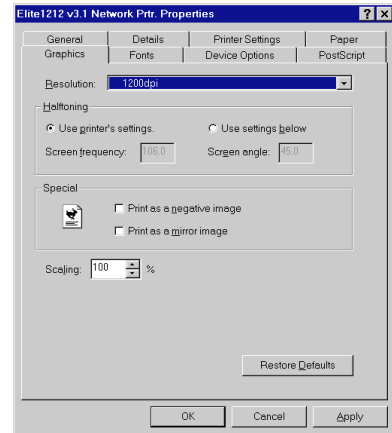 Elite1212 v3.1 Network Prtr. Properties
General Details Printer Settings Paper
Graphics Fonts Device Options PostScript
Resolution: 1200dpi
Halftoning
Use printer's settings. Use settings below
Screen frequency: 106.0 Screen angle: 45.0
Special
Print as a negative image
Print as a mirror image
Scaling: 100 %
Restore Defaults
OK Cancel Apply